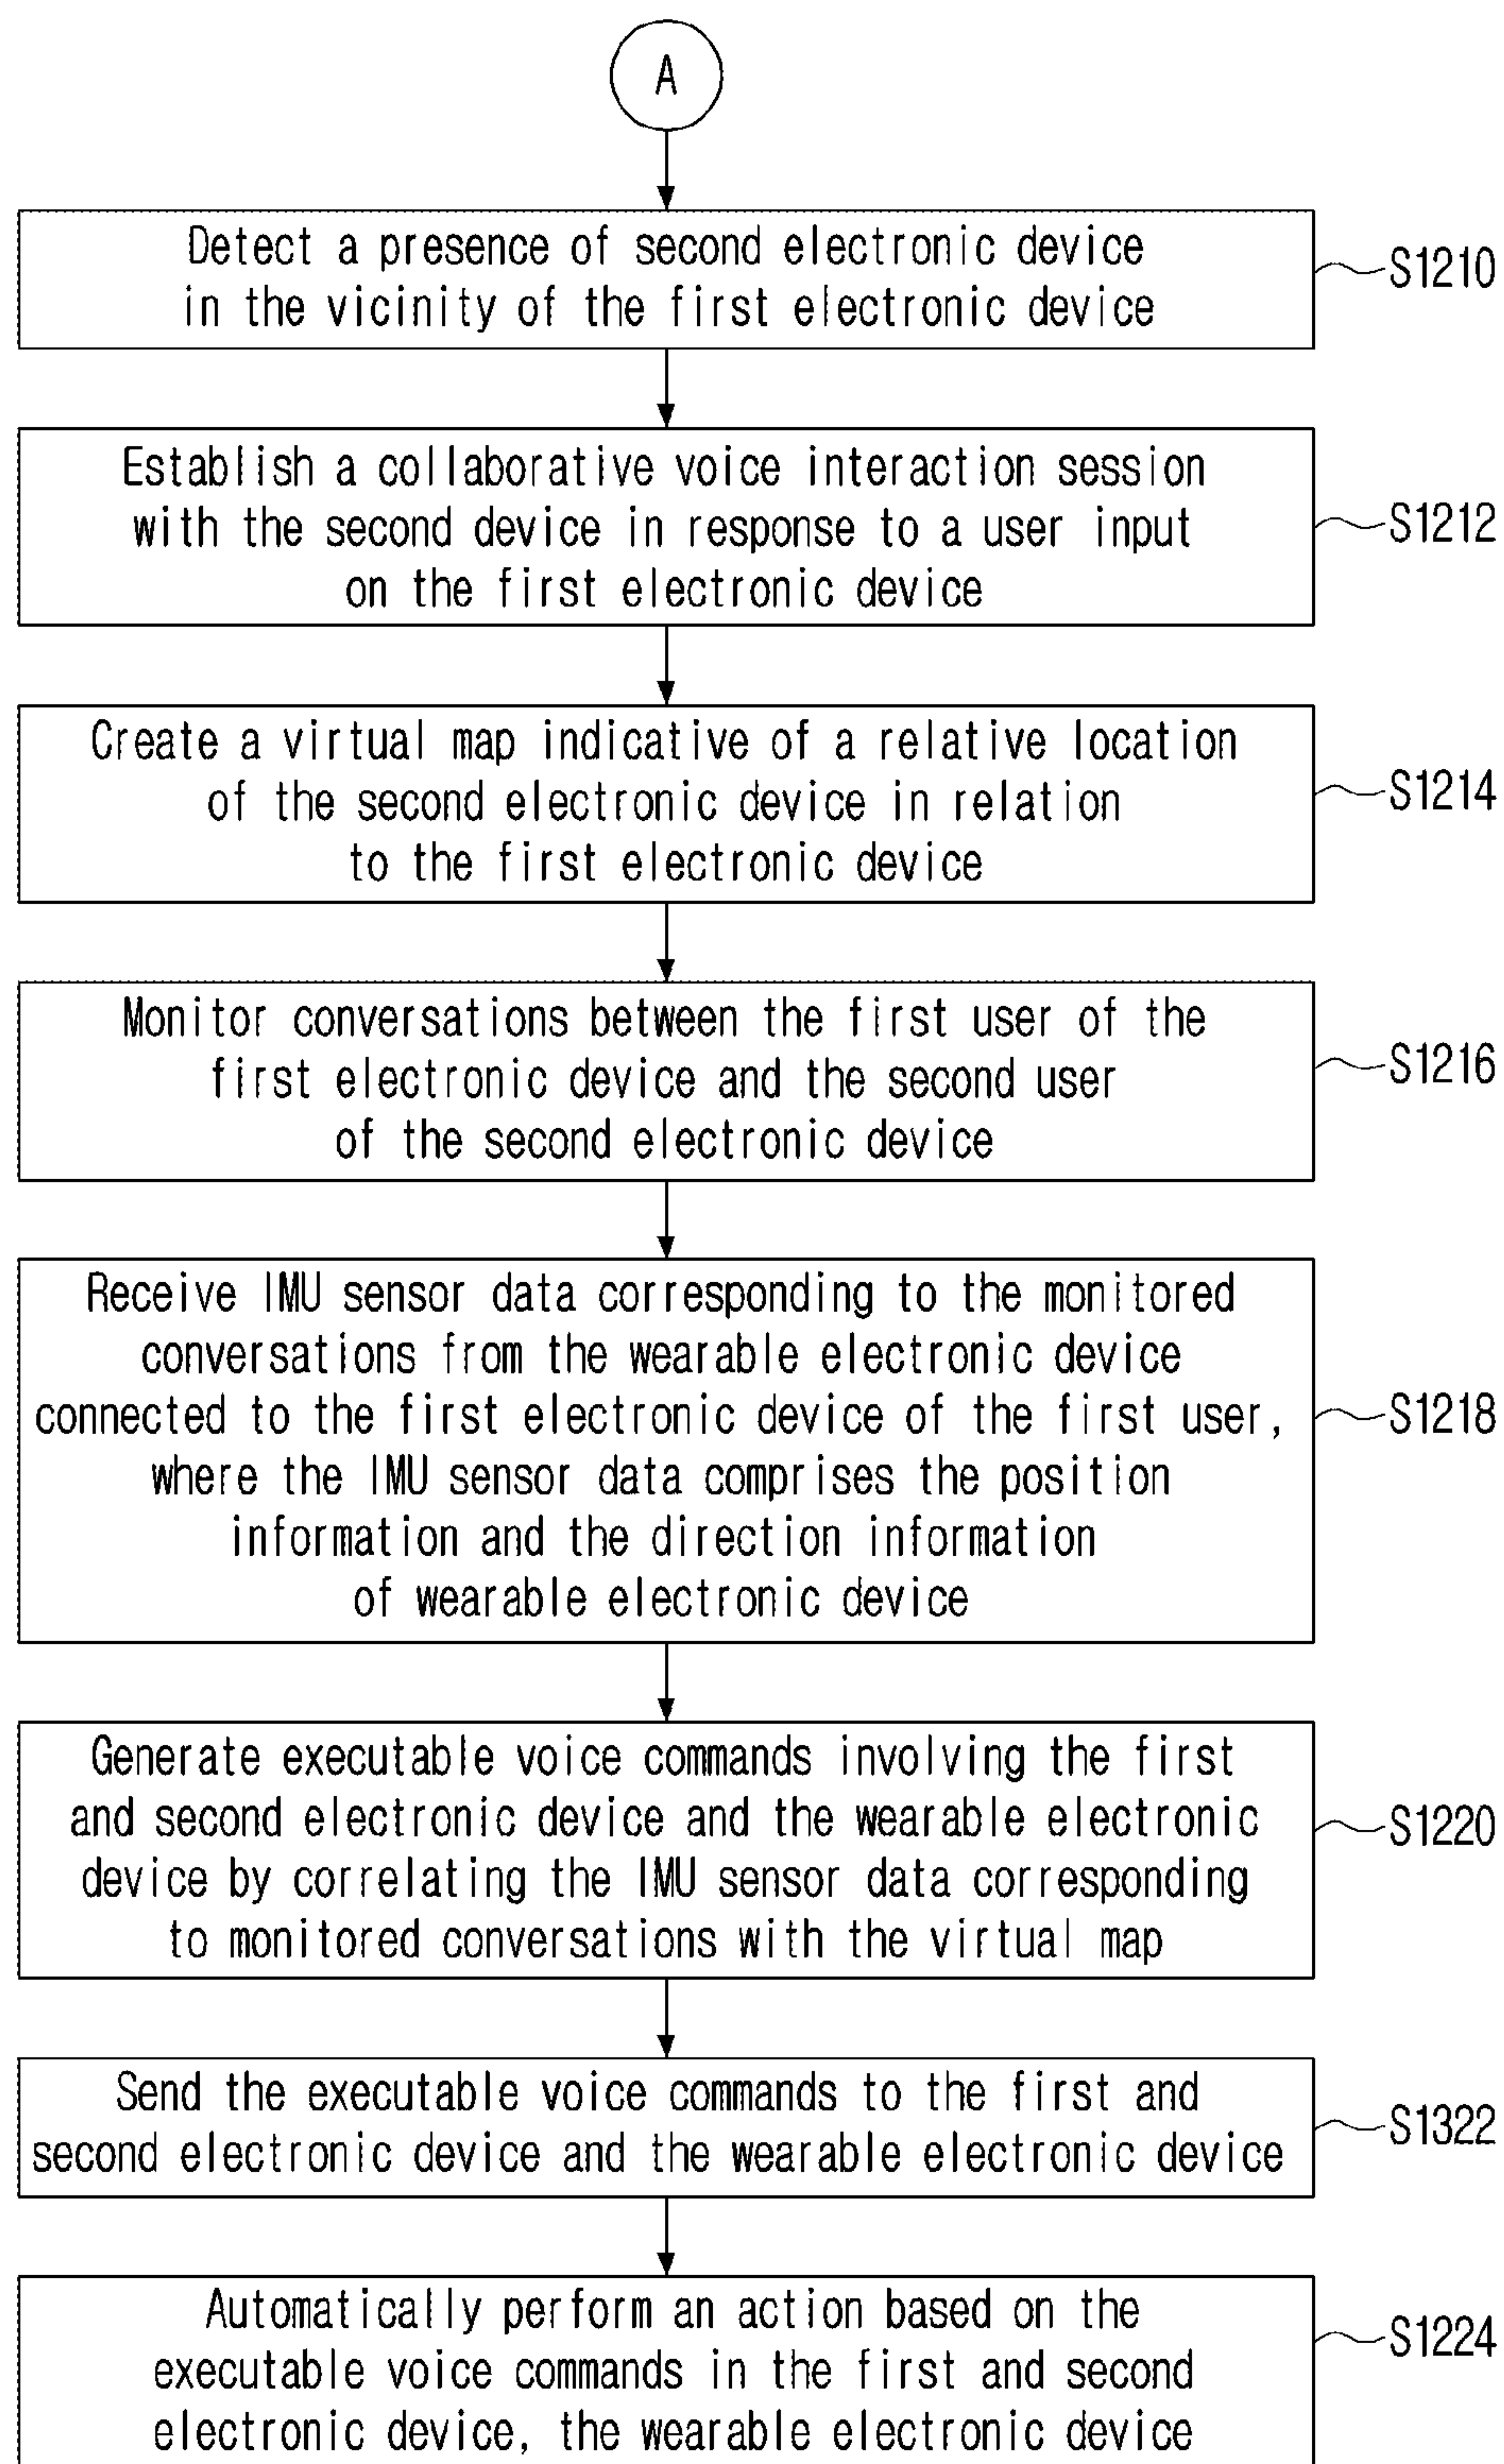 A
Detect a presence of second electronic device
in the vicinity of the first electronic device
S1210
Establish a collaborative voice interaction session
with the second device in response to a user input
on the first electronic device
S1212
Create a virtual map indicative of a relative location
of the second electronic device in relation
to the first electronic device
S1214
Monitor conversations between the first user of the
first electronic device and the second user
of the second electronic device
S1216
Receive IMU sensor data corresponding to the monitored
conversations from the wearable electronic device
connected to the first electronic device of the first user,
where the IMU sensor data comprises the position
information and the direction information
of wearable electronic device
S1218
Generate executable voice commands involving the first
and second electronic device and the wearable electronic
device by correlating the IMU sensor data corresponding
to monitored conversations with the virtual map
S1220
Send the executable voice commands to the first and
second electronic device and the wearable electronic device
S1322
Automatically perform an action based on the
executable voice commands in the first and second
electronic device, the wearable electronic device
S1224